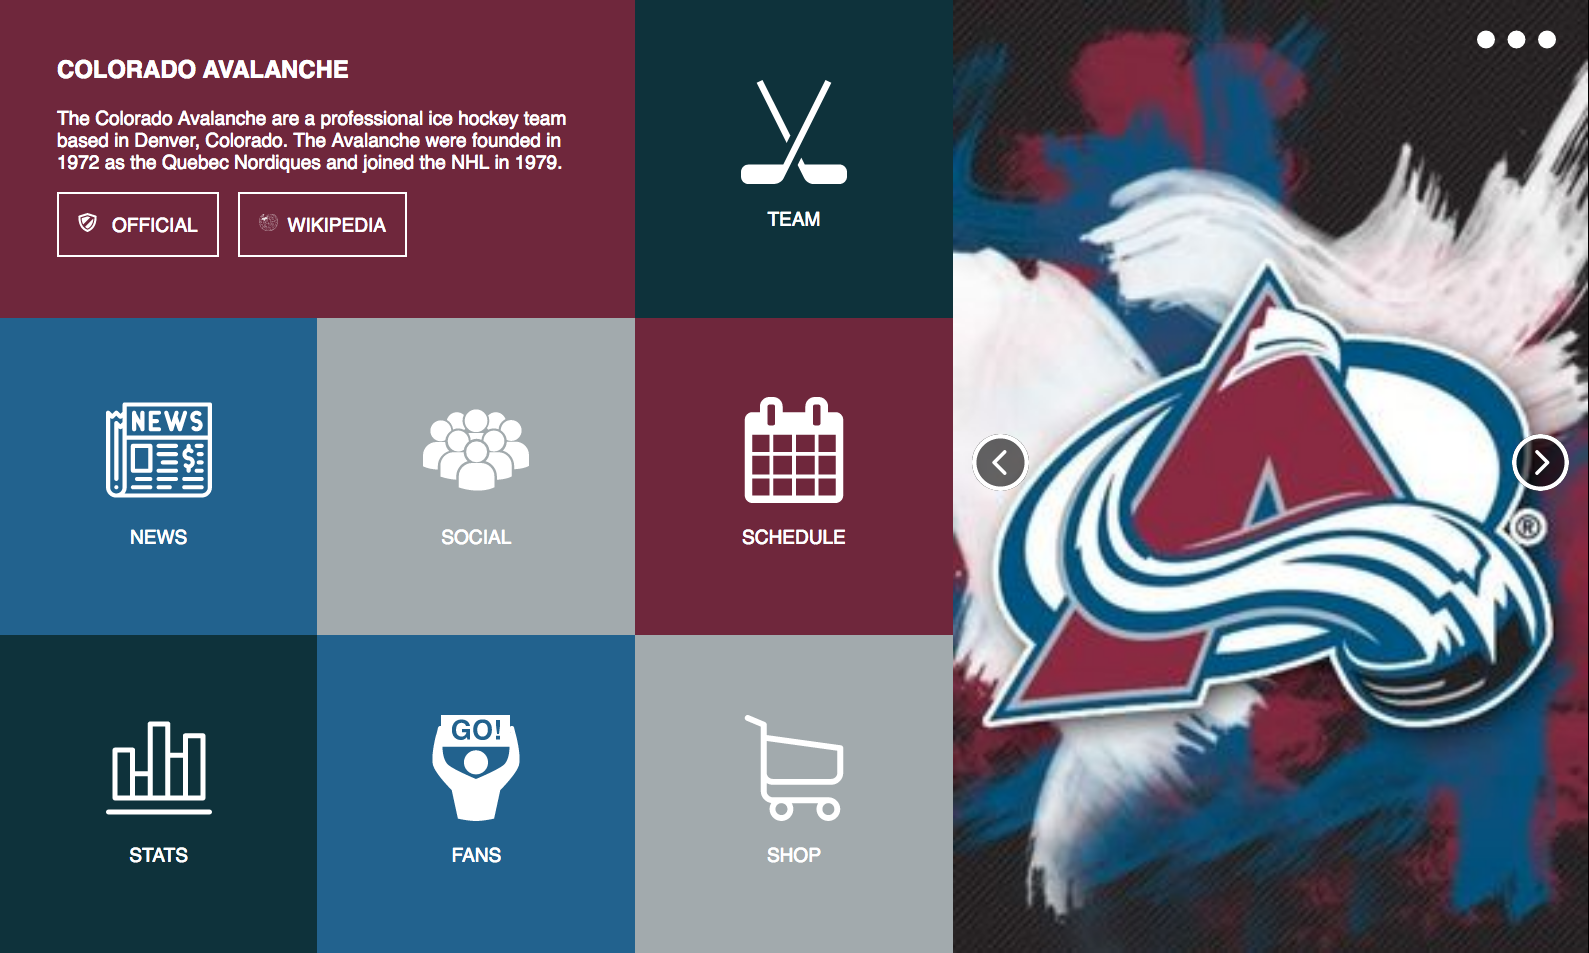 COLORADO AVALANCHE
The Colorado Avalanche are a professional ice hockey team
based in Denver, Colorado. The Avalanche were founded in
1972 as the Quebec Nordiques and joined the NHL in 1979.
OFFICIAL
WIKIPEDIA
TEAM
NEWS
NEWS
SOCIAL
SCHEDULE
STATS
GO!
FANS
SHOP
A
®